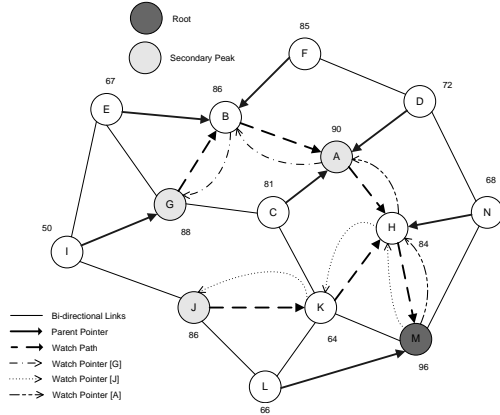 Root
Secondary Peak
85
F
67
86
72
E
B
D
90
A
81
68
G
C
N
50
88
H
84
I
J
K
M
86
64
96
L
66
Bi-directional Links
Parent Pointer
Watch Path
Watch Pointer [G]
Watch Pointer [J]
Watch Pointer [A]